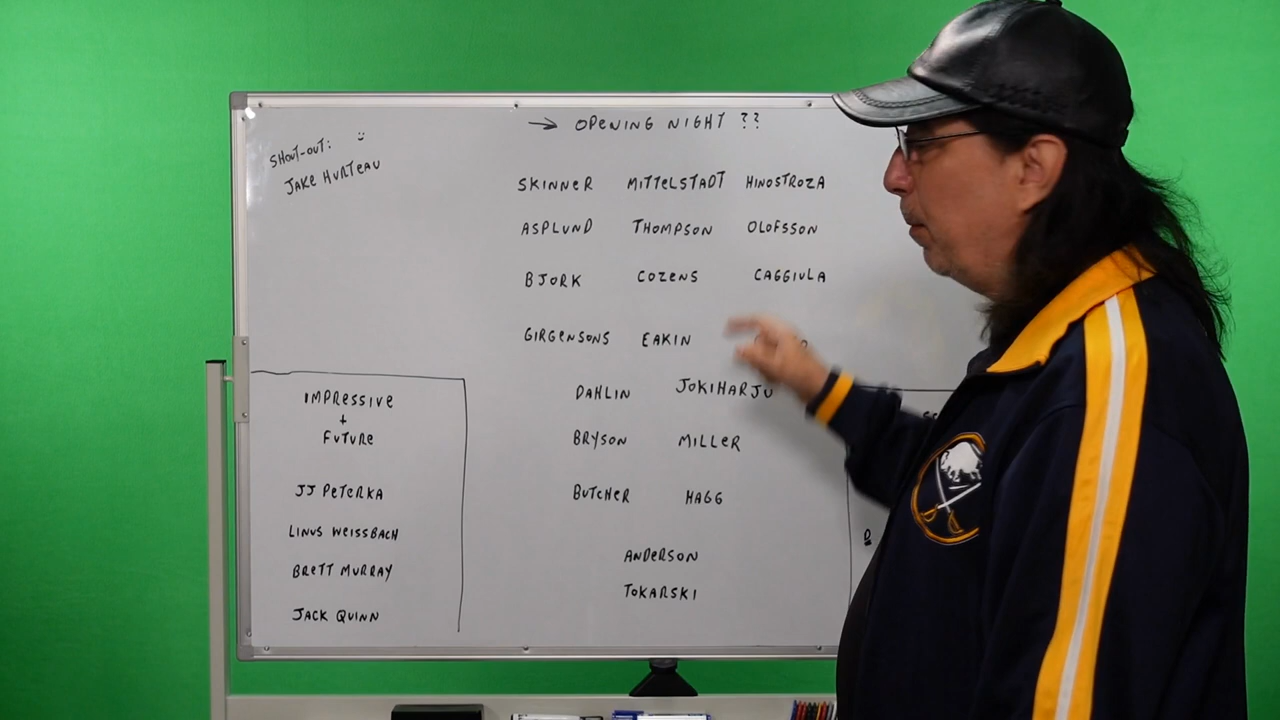 → OPENING NIGHT ??
SHOUT-OUT:
JAKE HURTEAU
SKINNER MITTELSTADT HINOSTROZA
ASPLUND THOMPSON OLOFSSON
BJORK COZENS CAGGIULA
GIRGENSONS EAKIN
DAHLIN JOKIHARJU
BRYSON MILLER
BUTCHER HAGG
ANDERSON
TOKARSKI
IMPRESSIVE
+
FUTURE
JJ PETERKA
LINUS WEISSBACH
BRETT MURRAY
JACK QUINN